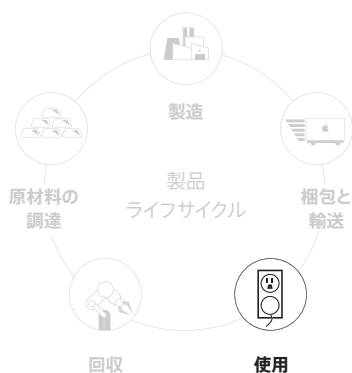 製造
原材料の
調達
製品
ライフサイクル
梱包と
輸送
回収
使用